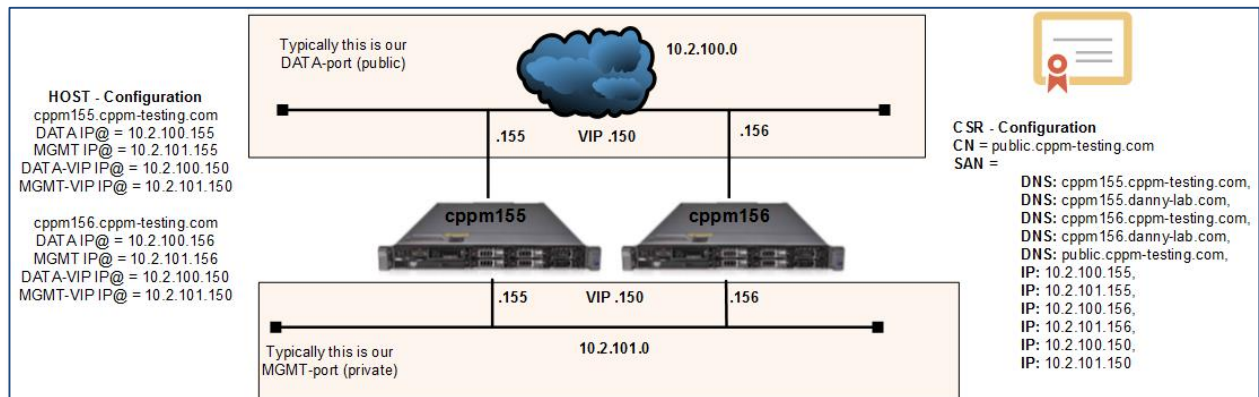 Typically this is our
DATA-port (public)
10.2.100.0
.155
VIP .150
.156
HOST - Configuration
cppm155.cppm-testing.com
DATA IP@ = 10.2.100.155
MGMT IP@ = 10.2.101.155
DATA-VIP IP@ = 10.2.100.150
MGMT-VIP IP@ = 10.2.101.150
cppm156.cppm-testing.com
DATA IP@ = 10.2.100.156
MGMT IP@ = 10.2.101.156
DATA-VIP IP@ = 10.2.100.150
MGMT-VIP IP@ = 10.2.101.150
cppm155
cppm156
.155
VIP .150
.156
10.2.101.0
Typically this is our
MGMT-port (private)
CSR - Configuration
CN = public.cppm-testing.com
SAN =
DNS: cppm155.cppm-testing.com,
DNS: cppm155.danny-lab.com,
DNS: cppm156.cppm-testing.com,
DNS: cppm156.danny-lab.com,
DNS: public.cppm-testing.com,
IP: 10.2.100.155,
IP: 10.2.101.155,
IP: 10.2.100.156,
IP: 10.2.101.156,
IP: 10.2.100.150,
IP: 10.2.101.150